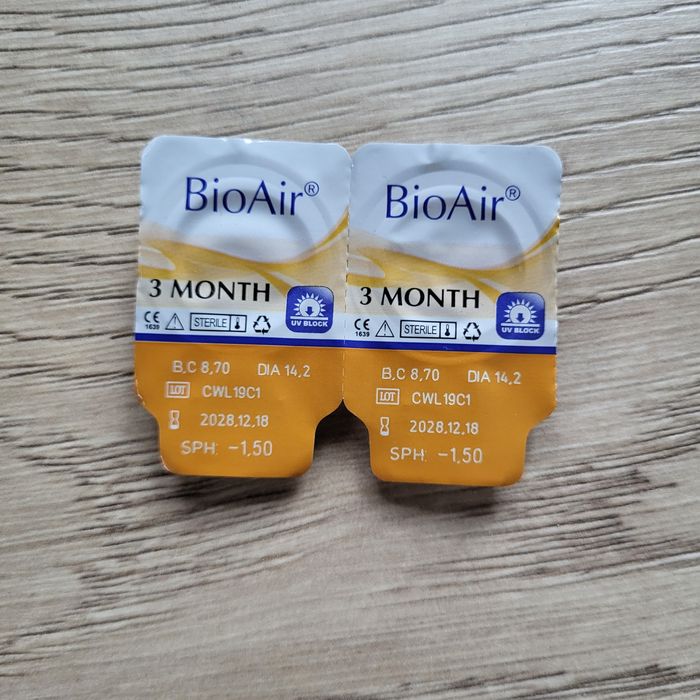 BioAir®
3 MONTH
UV BLOCK
CE 1639 STERILE
B.C 8,70 DIA 14,2
LOT CWL19C1
2028.12.18
SPH: -1,50
BioAir®
3 MONTH
UV BLOCK
CE 1639 STERILE
B.C 8,70 DIA 14,2
LOT CWL19C1
2028.12.18
SPH: -1,50